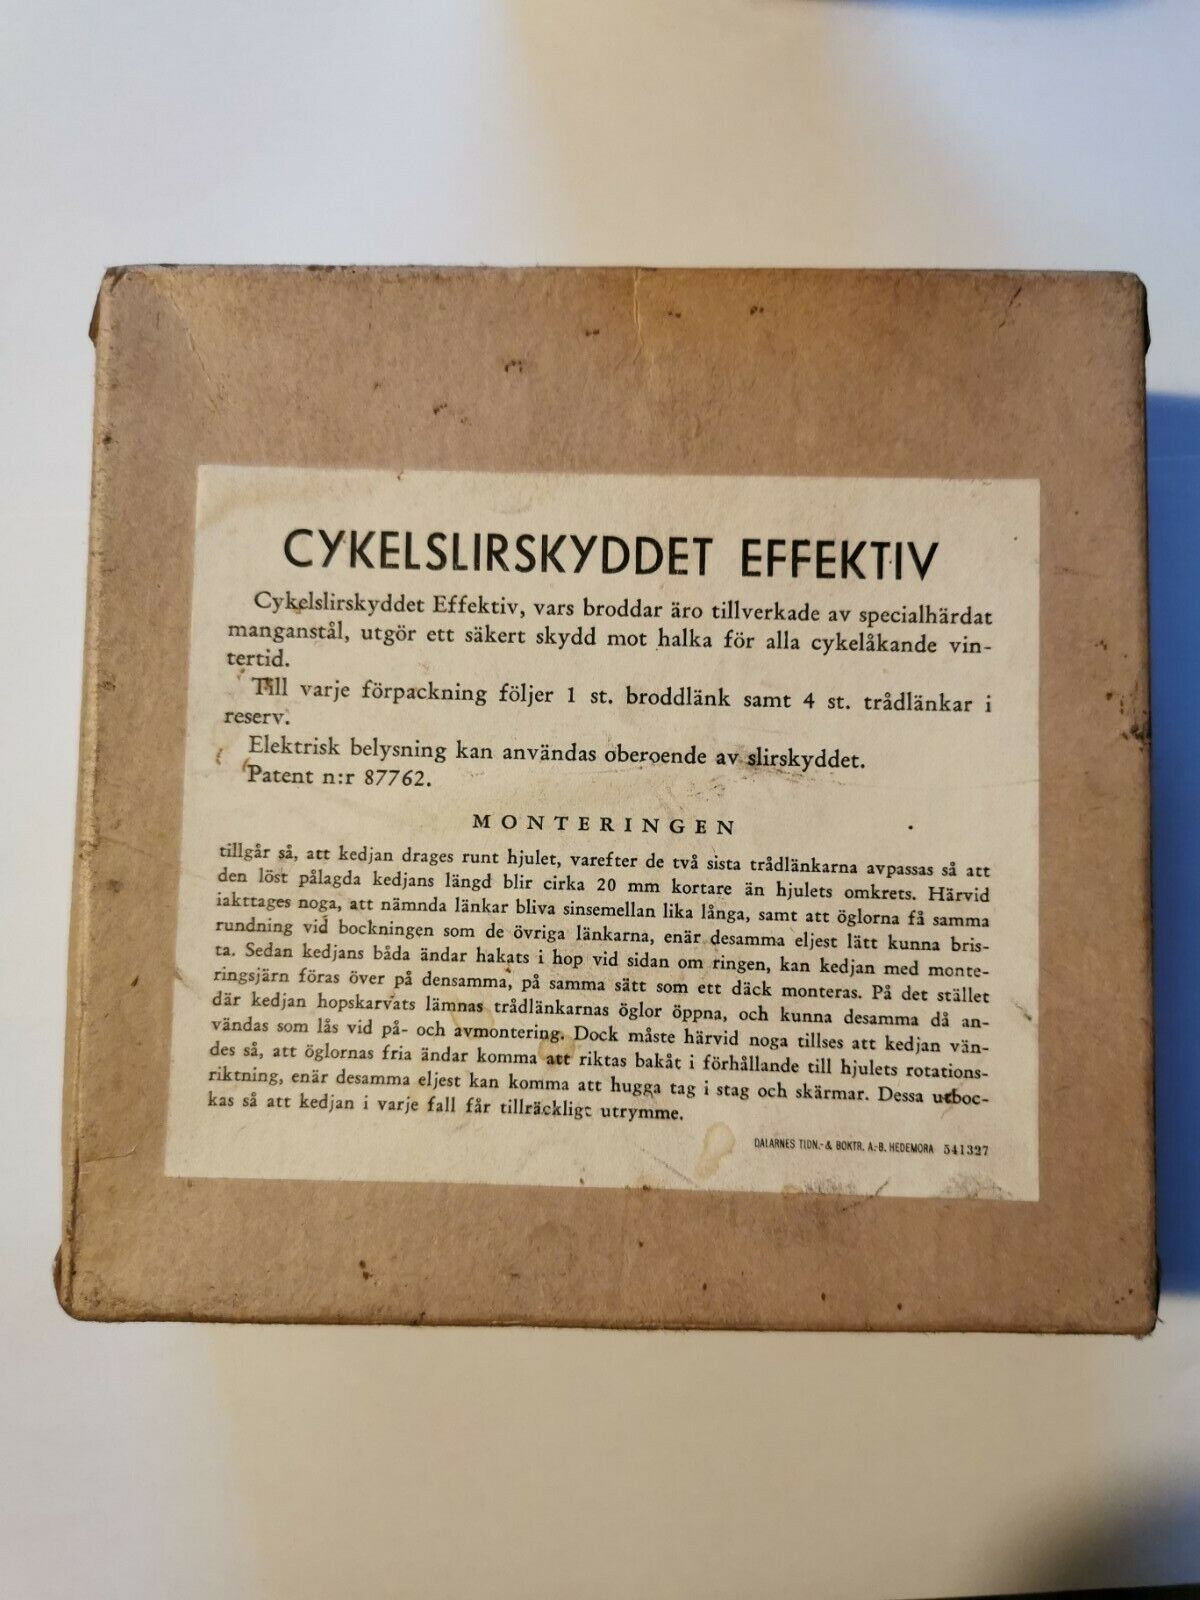 CYKELSLIRSKYDDET EFFEKTIV
Cykelslirskyddet Effektiv, vars broddar äro tillverkade av specialhärdat
manganstål, utgör ett säkert skydd mot halka för alla cykelåkande vin-
tertid.
Till varje förpackning följer 1 st. broddlänk samt 4 st. trådlänkar i
reserv.
Elektrisk belysning kan användas oberoende av slirskyddet.
Patent n:r 87762.
MONTERINGEN
tillgår så, att kedjan drages runt hjulet, varefter de två sista trådlänkarna avpassas så att
den löst pålagda kedjans längd blir cirka 20 mm kortare än hjulets omkrets. Härvid
iakttages noga, att nämnda länkar bliva sinsemellan lika långa, samt att öglorna få samma
rundning vid bockningen som de övriga länkarna, enär desamma eljest lätt kunna bris-
ta. Sedan kedjans båda ändar hakats i hop vid sidan om ringen, kan kedjan med monte-
ringsjärn föras över på densamma, på samma sätt som ett däck monteras. På det stället
där kedjan hopskarvats lämnas trådlänkarnas öglor öppna, och kunna desamma då an-
vändas som lås vid på- och avmontering. Dock måste härvid noga tillses att kedjan vän-
des så, att öglornas fria ändar komma att riktas bakåt i förhållande till hjulets rotations-
riktning, enär desamma eljest kan komma att hugga tag i stag och skärmar. Dessa utboc-
kas så att kedjan i varje fall får tillräckligt utrymme.
DALARNES TIDN.- & BOKTR. A.-B. HEDEMORA 541327